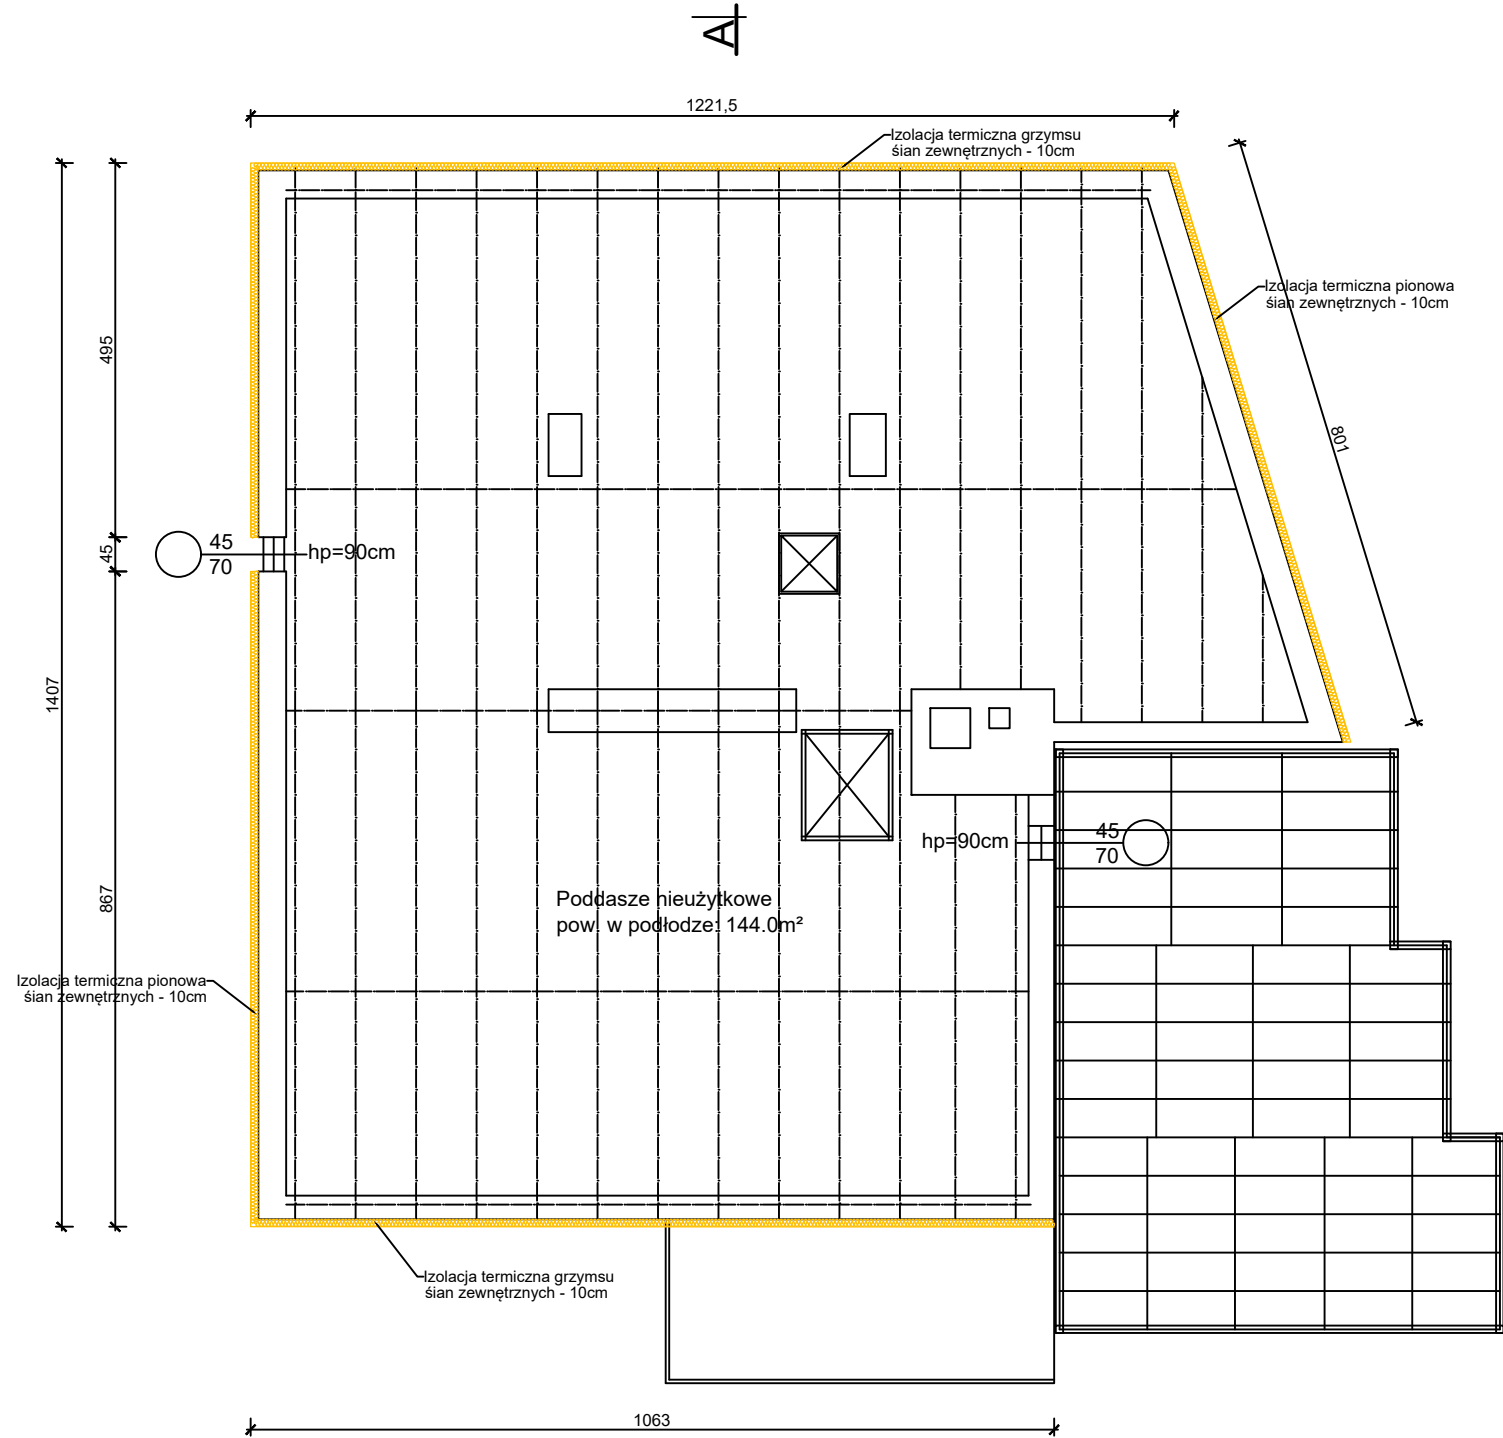 A
1221,5
Izolacja termiczna grzymsu
śian zewnętrznych - 10cm
Izolacja termiczna pionowa
śian zewnętrznych - 10cm
801
495
45
867
1407
45
70
hp=90cm
hp=90cm
45
70
Poddasze nieużytkowe
pow. w podłodze: 144.0m²
Izolacja termiczna pionowa
śian zewnętrznych - 10cm
Izolacja termiczna grzymsu
śian zewnętrznych - 10cm
1063